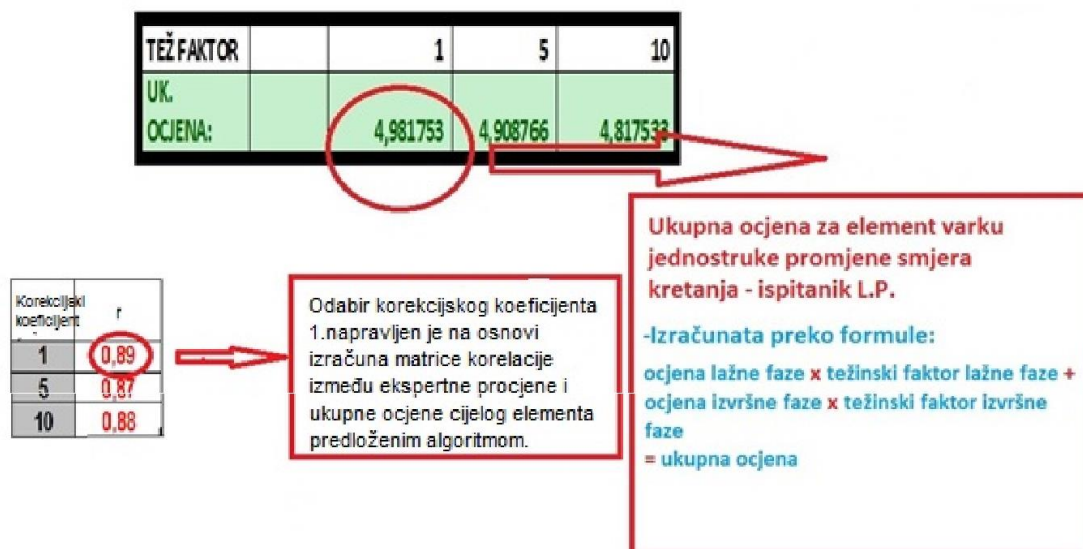 TEŽ FAKTOR 1 5 10
UK.
OCJENA: 4,981753 4,908766 4,817533
Ukupna ocjena za element varku
jednostruke promjene smjera
kretanja - ispitanik L.P.
-Izračunata preko formule:
ocjena lažne faze x težinski faktor lažne faze +
ocjena izvršne faze x težinski faktor izvršne
faze
= ukupna ocjena
Korekcijski
koeficijent r
1 0,89
5 0,87
10 0,88
Odabir korekcijskog koeficijenta
1.napravljen je na osnovi
izračuna matrice korelacije
između ekspertne procjene i
ukupne ocjene cijelog elementa
predloženim algoritmom.